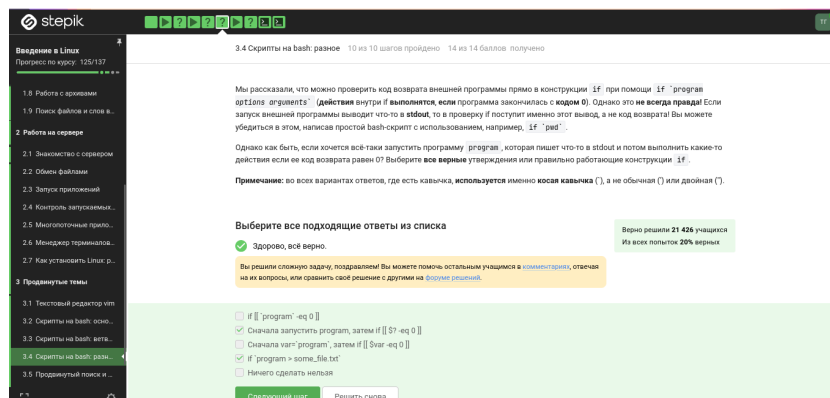 stepik
тг
Введение в Linux
Прогресс по курсу: 125/137
1.8 Работа с архивами
1.9 Поиск файлов и слов в...
2 Работа на сервере
2.1 Знакомство с сервером
2.2 Обмен файлами
2.3 Запуск приложений
2.4 Контроль запускаемых...
2.5 Многопоточные прило...
2.6 Менеджер терминалов...
2.7 Как установить Linux: р...
3 Продвинутые темы
3.1 Текстовый редактор vim
3.2 Скрипты на bash: осно...
3.3 Скрипты на bash: ветв...
3.4 Скрипты на bash: разн...
3.5 Продвинутый поиск и ...
3.4 Скрипты на bash: разное 10 из 10 шагов пройдено 14 из 14 баллов получено
Мы рассказали, что можно проверить код возврата внешней программы прямо в конструкции if при помощи if `program
options arguments` (действия внутри if выполнятся, если программа закончилась с кодом 0). Однако это не всегда правда! Если
запуск внешней программы выводит что-то в stdout, то в проверку if поступит именно этот вывод, а не код возврата! Вы можете
убедиться в этом, написав простой bash-скрипт с использованием, например, if `pwd` .
Однако как быть, если хочется всё-таки запустить программу program , которая пишет что-то в stdout и потом выполнить какие-то
действия если ее код возврата равен 0? Выберите все верные утверждения или правильно работающие конструкции if .
Примечание: во всех вариантах ответов, где есть кавычка, используется именно косая кавычка (`), а не обычная (') или двойная (").
Выберите все подходящие ответы из списка
Здорово, всё верно.
Верно решили 21 426 учащихся
Из всех попыток 20% верных
Вы решили сложную задачу, поздравляем! Вы можете помочь остальным учащимся в комментариях, отвечая
на их вопросы, или сравнить своё решение с другими на форуме решений.
if [[ `program` -eq 0 ]]
Сначала запустить program, затем if [[ $? -eq 0 ]]
Сначала var=`program`, затем if [[ $var -eq 0 ]]
if `program > some_file.txt`
Ничего сделать нельзя
Следующий шаг
Решить снова